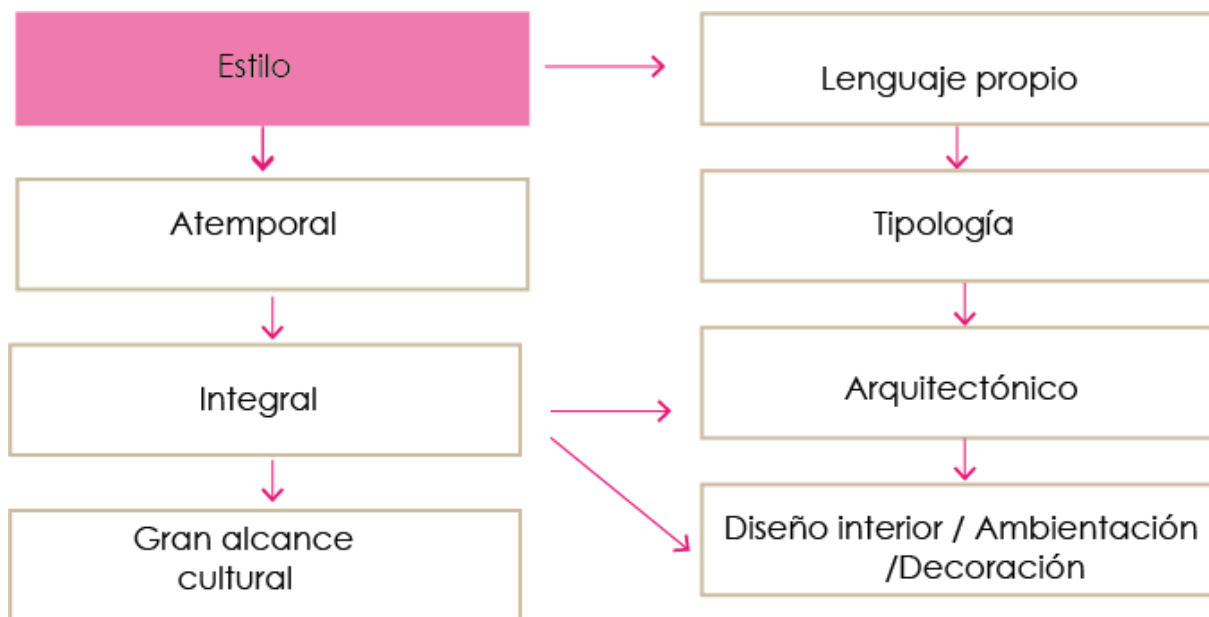 Estilo
Lenguaje propio
Atemporal
Tipología
Integral
Arquitectónico
Gran alcance
cultural
Diseño interior / Ambientación
/Decoración